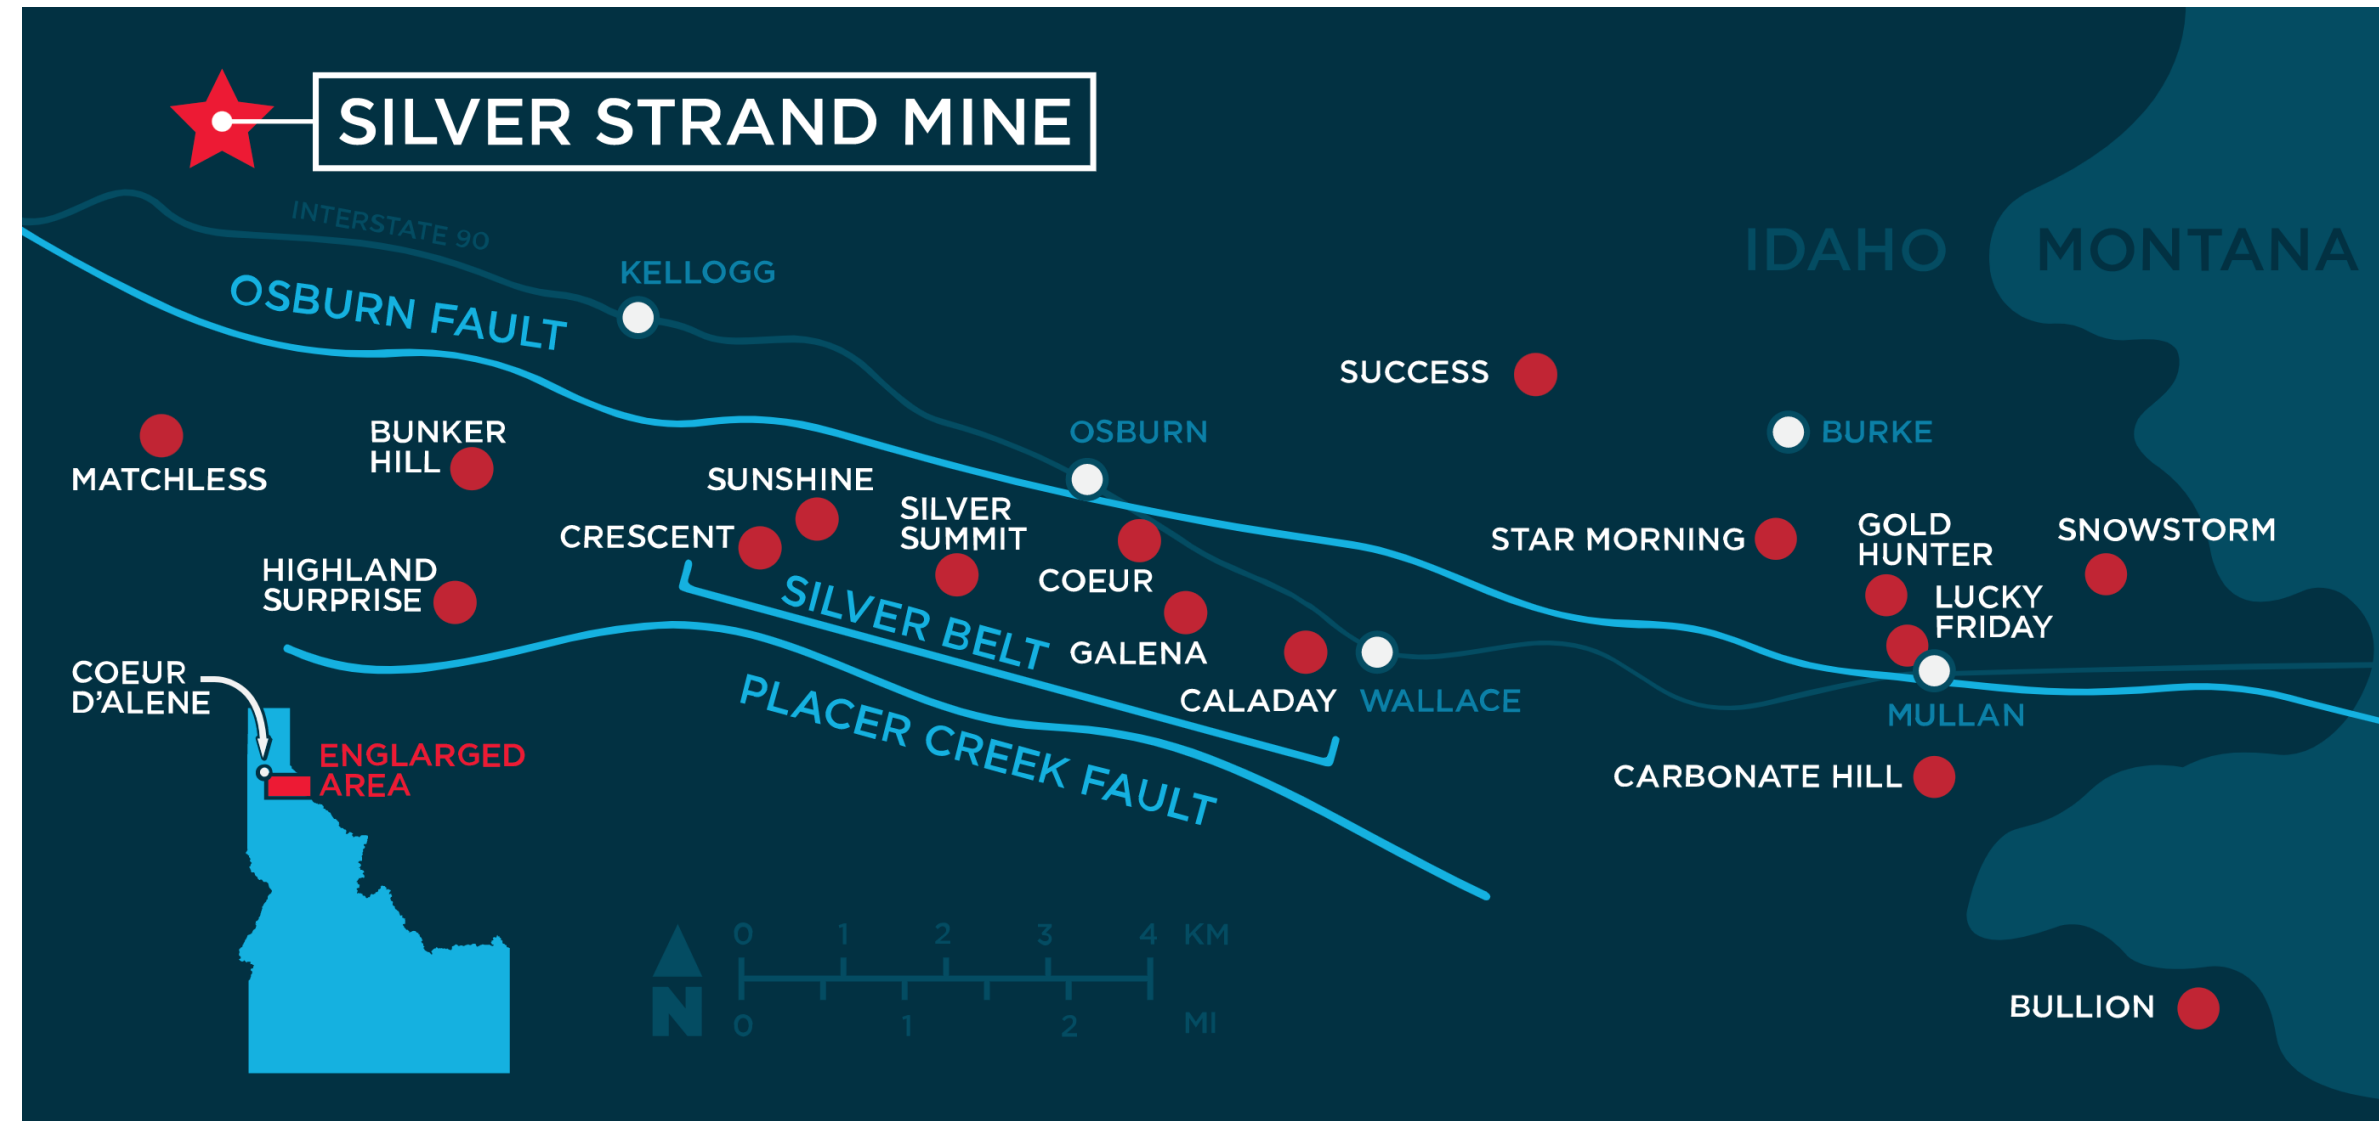 SILVER STRAND MINE
INTERSTATE 90
IDAHO
MONTANA
KELLOGG
OSBURN FAULT
SUCCESS
OSBURN
BURKE
BUNKER
HILL
MATCHLESS
SUNSHINE
SILVER
SUMMIT
CRESCENT
STAR MORNING
GOLD
HUNTER
SNOWSTORM
HIGHLAND
SURPRISE
COEUR
LUCKY
FRIDAY
SILVER BELT
GALENA
COEUR
D'ALENE
CALADAY
WALLACE
PLACER CREEK FAULT
MULLAN
ENGLARGED
AREA
CARBONATE HILL
0 1 2 3 4 KM
N
0 1 2 MI
BULLION